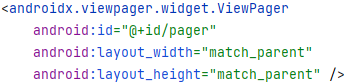 <androidx.viewpager.widget.ViewPager
android:id="@+id/pager"
android:layout_width="match_parent"
android:layout_height="match_parent" />